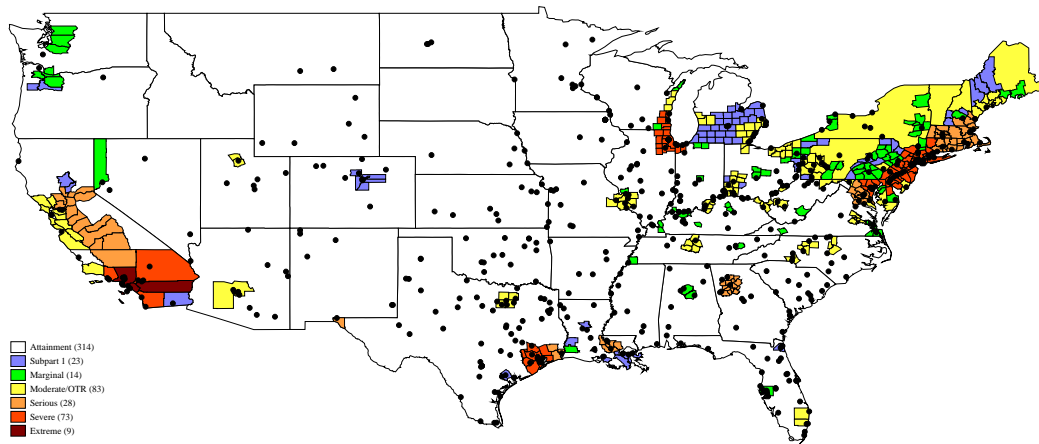 Attainment (314)
Subpart 1 (23)
Marginal (14)
Moderate/OTR (83)
Serious (28)
Severe (73)
Extreme (9)